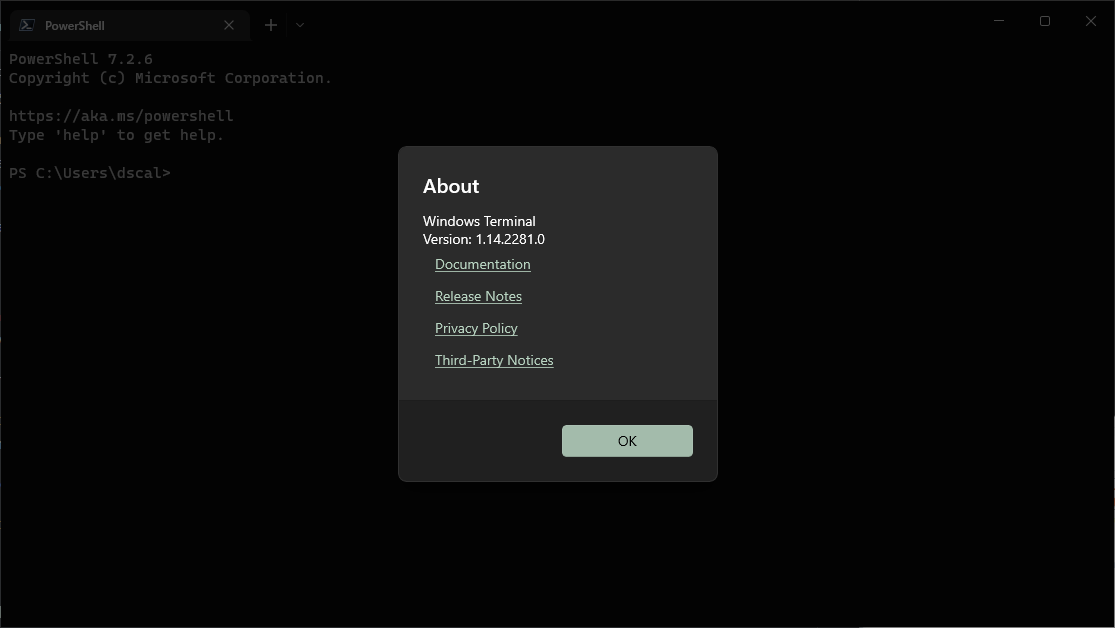 PowerShell
PowerShell 7.2.6
Copyright (c) Microsoft Corporation.
https://aka.ms/powershell
Type 'help' to get help.
PS C:\Users\dscal>
About
Windows Terminal
Version: 1.14.2281.0
Documentation
Release Notes
Privacy Policy
Third-Party Notices
OK